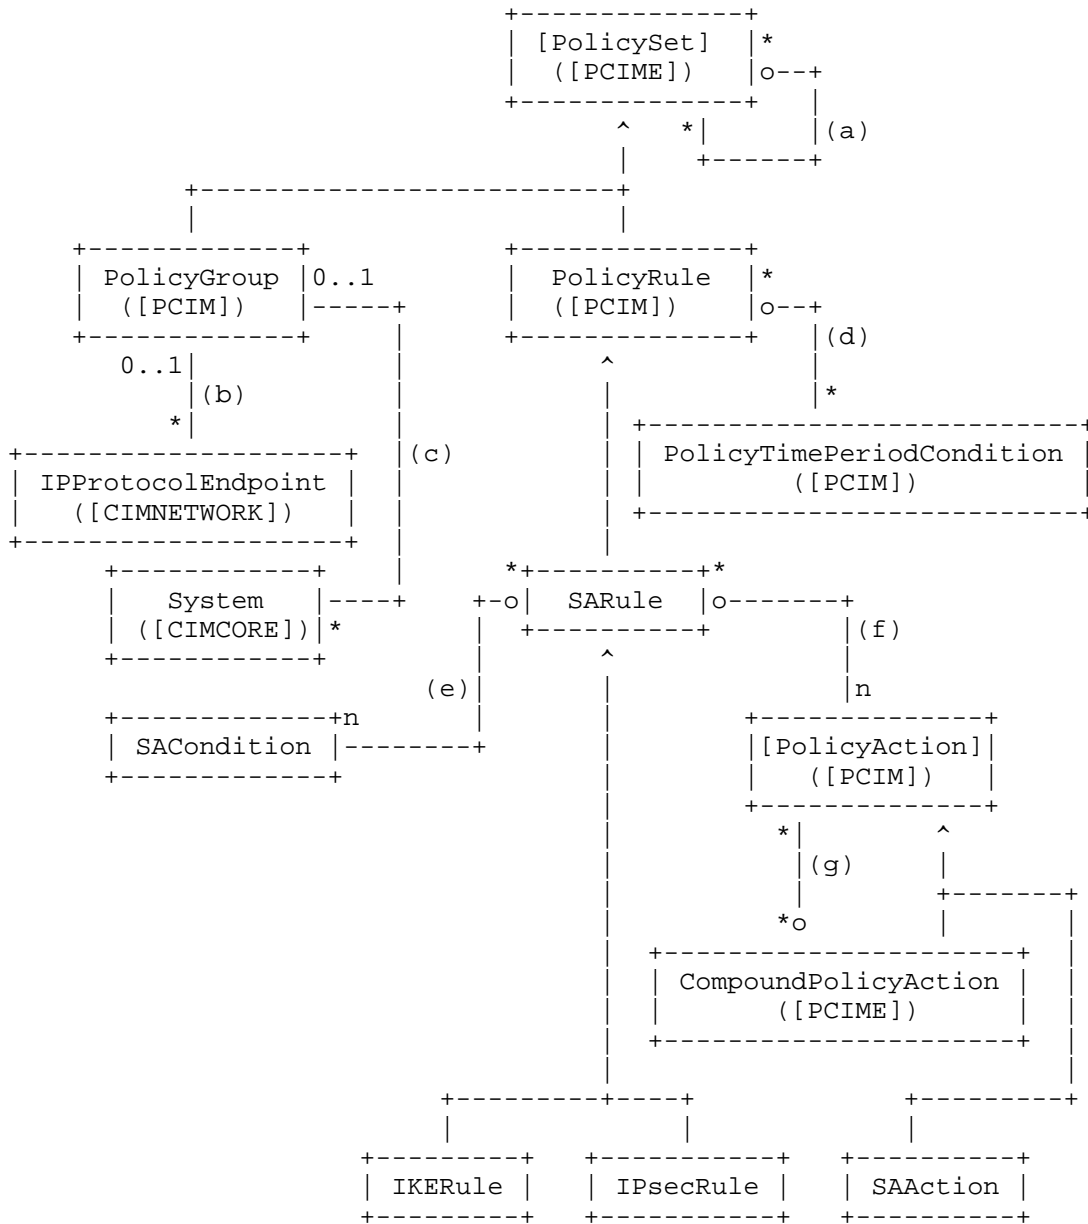 [PolicySet] *
([PCIME]) o
* (a)
PolicyGroup 0..1 PolicyRule *
([PCIM]) ([PCIM]) o
(d)
0..1
(b) *
*
(c) PolicyTimePeriodCondition
IPProtocolEndpoint ([PCIM])
([CIMNETWORK])
* *
System o SARule o
([CIMCORE]) * (f)
(e) n
n
SACondition [PolicyAction]
([PCIM])
*
(g)
*o
CompoundPolicyAction
([PCIME])
IKERule IPsecRule SAAction